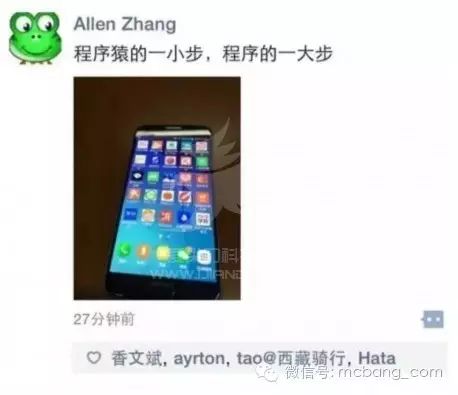 Allen Zhang
程序猿的一小步，程序的一大步
27分钟前
香文斌, ayrton, tao@西藏骑行, Hata
微信号: mcbang_com